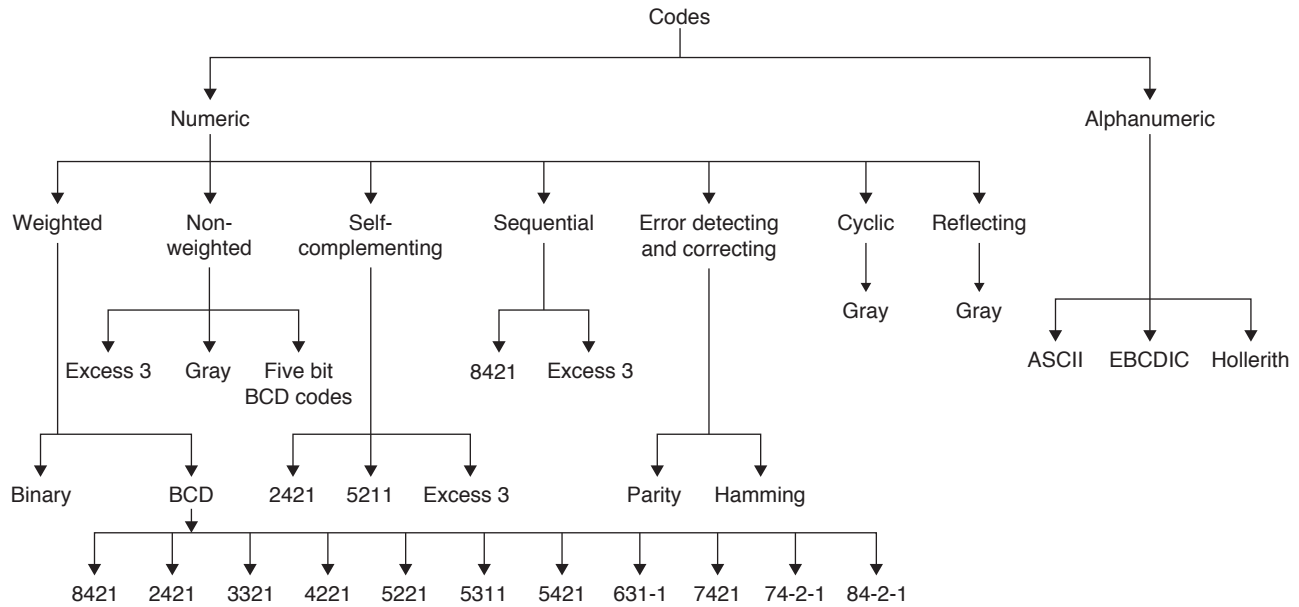 Codes
Numeric
Alphanumeric
Weighted
Non-
weighted
Self-
complementing
Sequential
Error detecting
and correcting
Cyclic
Reflecting
Gray
Gray
Excess 3
Gray
Five bit
BCD codes
8421
Excess 3
ASCII
EBCDIC
Hollerith
Binary
BCD
2421
5211
Excess 3
Parity
Hamming
8421
2421
3321
4221
5221
5311
5421
631-1
7421
74-2-1
84-2-1